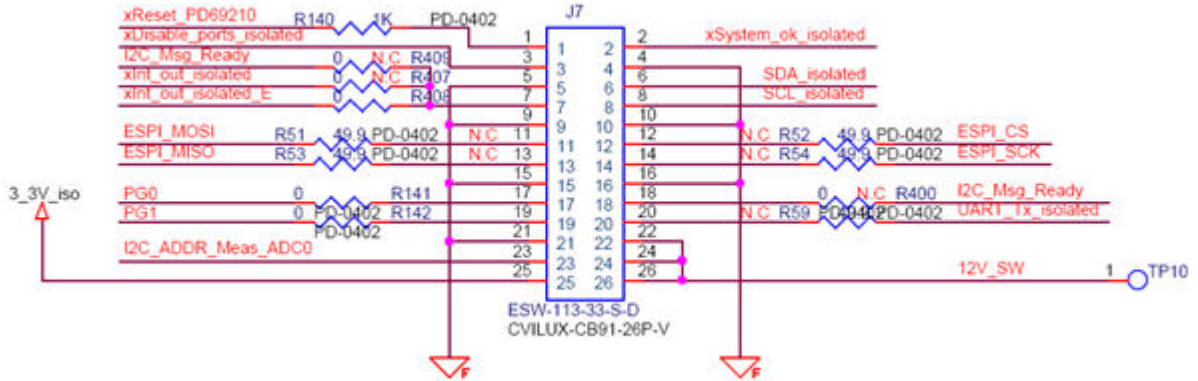 J7
xReset_PD69210 R140 1K PD-0402 1 1 2 2 xSystem_ok_isolated
xDisable_ports_isolated 3 3 4 4
I2C_Msg_Ready 0 N.C R409 5 5 6 6 SDA_isolated
xInt_out_isolated 0 N.C R407 7 7 8 8 SCL_isolated
xInt_out_isolated_E 0 R408 9 9 10 10
ESPI_MOSI R51 49.9 PD-0402 N.C 11 11 12 12 N.C R52 49.9 PD-0402 ESPI_CS
ESPI_MISO R53 49.9 PD-0402 N.C 13 13 14 14 N.C R54 49.9 PD-0402 ESPI_SCK
15 15 16 16
3_3V_iso PG0 0 PD-0402 R141 17 17 18 18 0 N.C R400 I2C_Msg_Ready
PG1 0 PD-0402 R142 19 19 20 20 N.C R59 PD-0402 UART_Tx_isolated
21 21 22 22
I2C_ADDR_Meas_ADC0 23 23 24 24
25 25 26 26 12V_SW 1 TP10
ESW-113-33-S-D
CVILUX-CB91-26P-V
F F